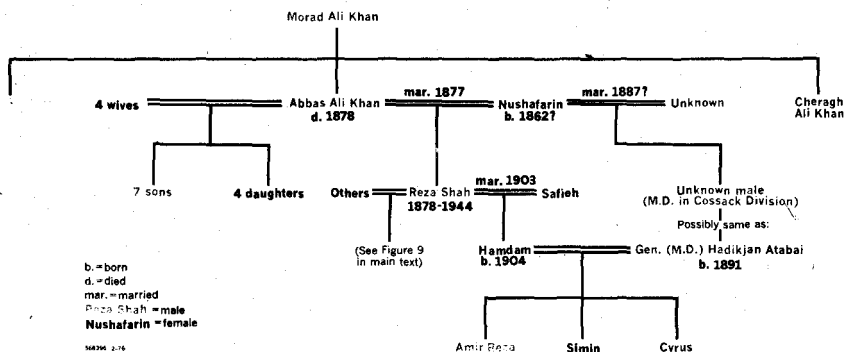 Morad Ali Khan
mar. 1877
mar. 1887?
4 wives
Abbas Ali Khan
d. 1878
Nushafarin
b. 1862?
Unknown
Cheragh
Ali Khan
7 sons
4 daughters
Others
Reza Shah
1878-1944
mar. 1903
Safieh
Unknown male
(M.D. in Cossack Division)
Possibly same as:
(See Figure 9
in main text)
Hamdam
b. 1904
Gen. (M.D.) Hadikjan Atabai
b. 1891
b. = born
d. = died
mar. = married
Reza Shah = male
Nushafarin = female
Amir Reza
Simin
Cyrus
568396 2-76